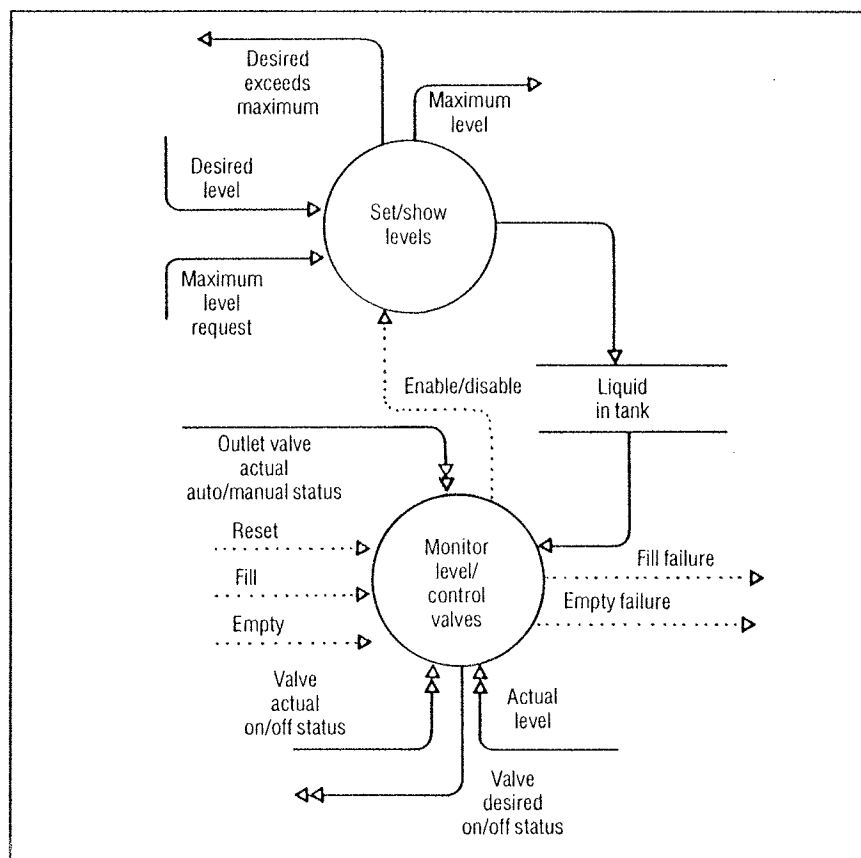 Desired
exceeds
maximum
Maximum
level
Desired
level
Set/show
levels
Maximum
level
request
Enable/disable
Liquid
in tank
Outlet valve
actual
auto/manual status
Reset
Fill
Empty
Monitor
level/
control
valves
Fill failure
Empty failure
Valve
actual
on/off status
Actual
level
Valve
desired
on/off status